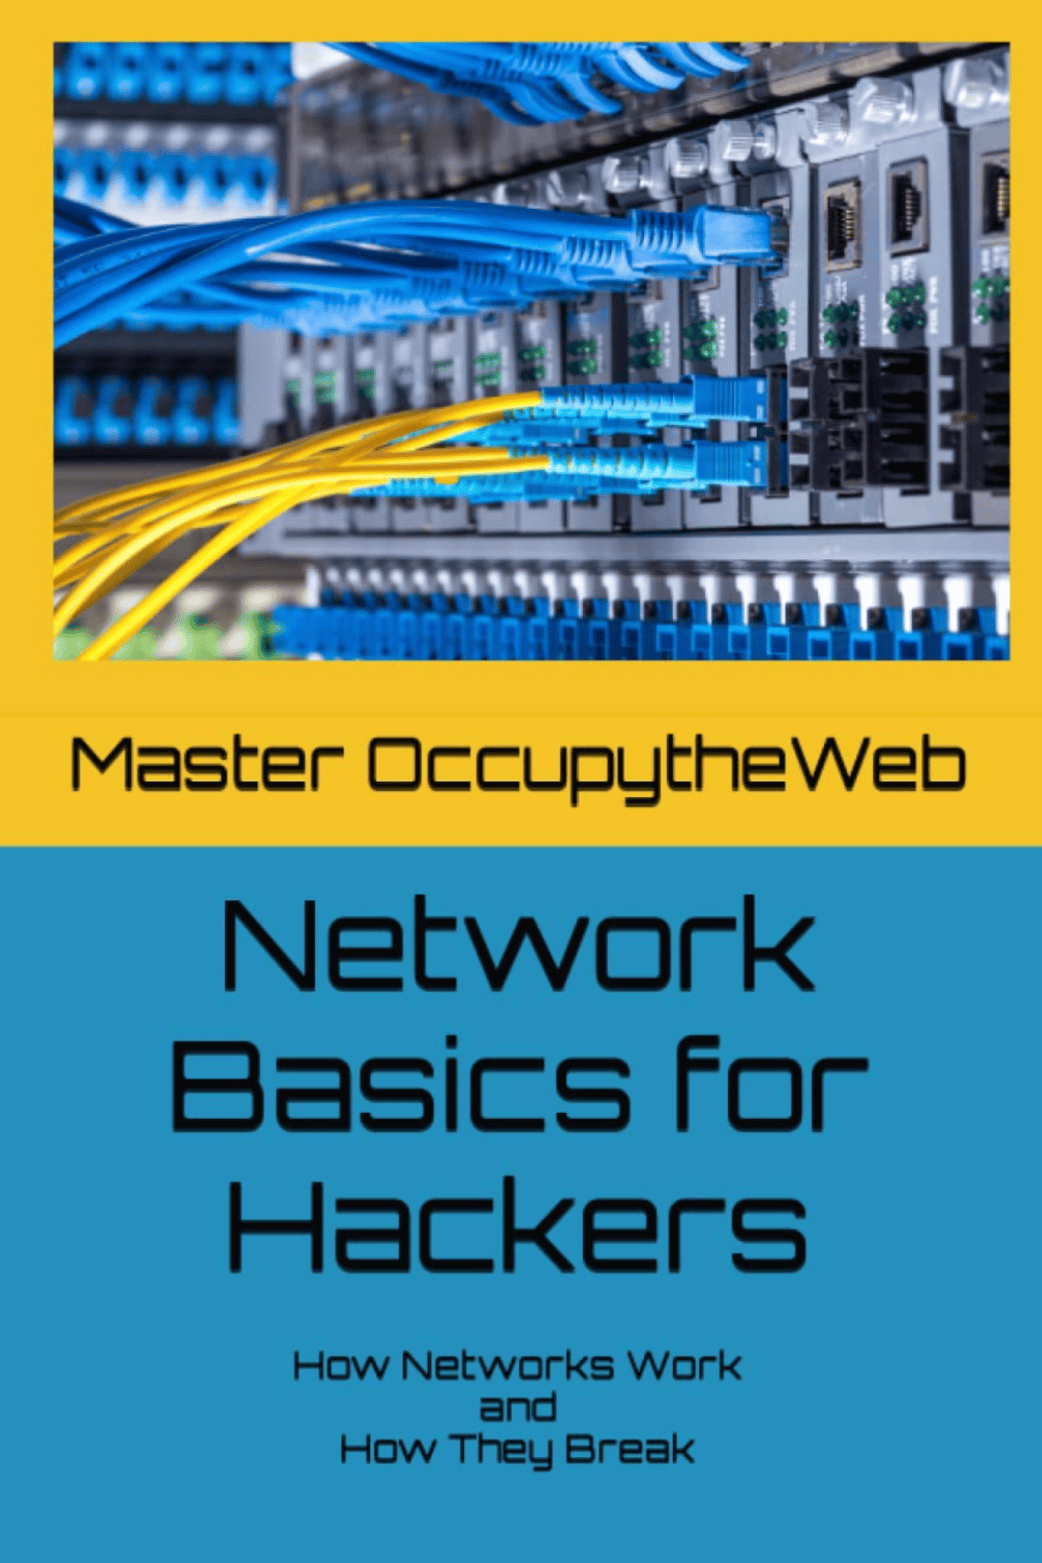 Master OccupytheWeb
Network
Basics for
Hackers
How Networks Work
and
How They Break